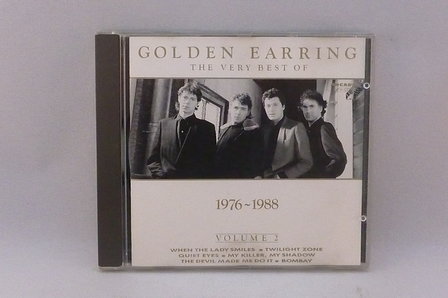 GOLDEN EARRING
THE VERY BEST OF
1976~1988
VOLUME 2
WHEN THE LADY SMILES ■ TWILIGHT ZONE
QUIET EYES ■ MY KILLER, MY SHADOW
THE DEVIL MADE ME DO IT ■ BOMBAY